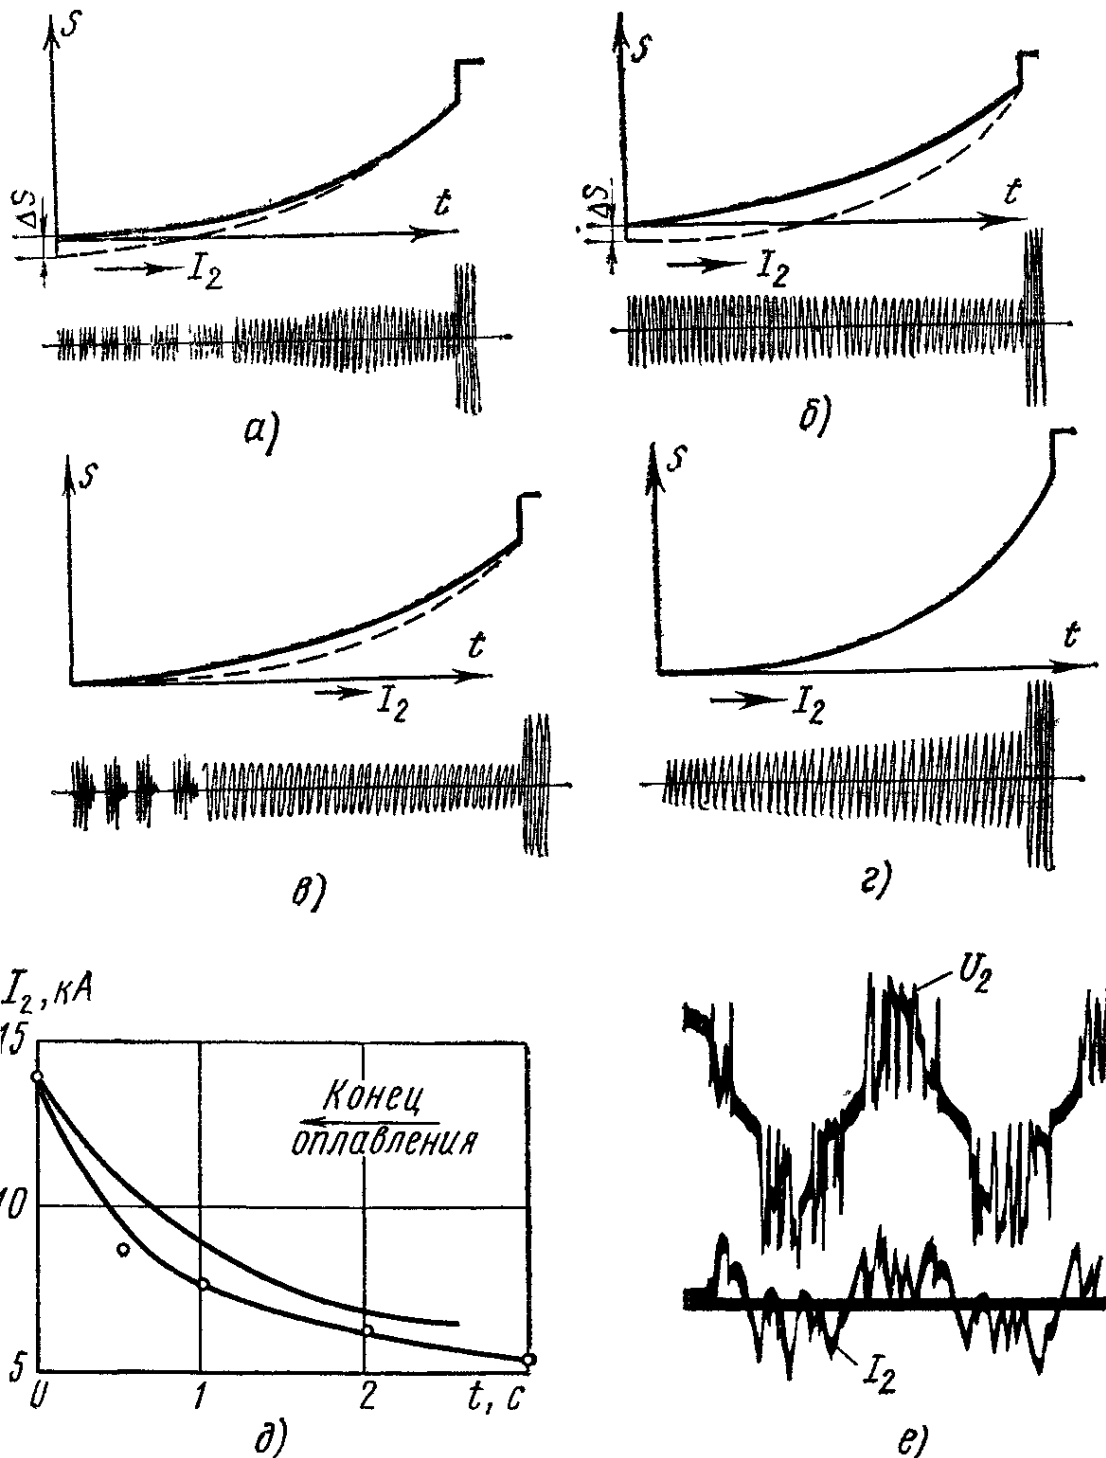 S
ΔS
t
I₂
а)
S
ΔS
t
I₂
б)
S
t
I₂
в)
S
t
I₂
г)
I₂, кА
15
10
5
0
1
2
t, с
Конец
оплавления
д)
U₂
I₂
е)